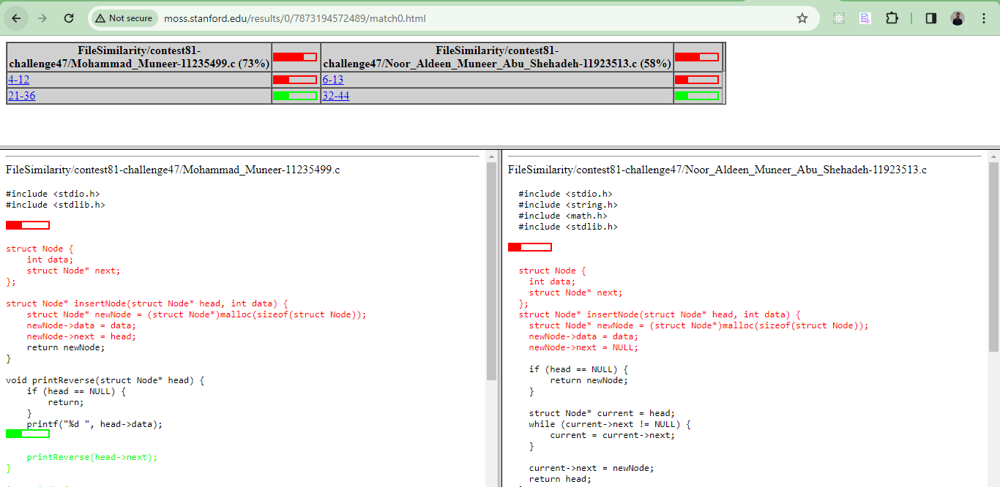 Not secure moss.stanford.edu/results/0/7873194572489/match0.html
FileSimilarity/contest81-
challenge47/Mohammad_Muneer-11235499.c (73%)
FileSimilarity/contest81-
challenge47/Noor_Aldeen_Muneer_Abu_Shehadeh-11923513.c (58%)
4-12 6-13
21-36 32-44
FileSimilarity/contest81-challenge47/Mohammad_Muneer-11235499.c
#include <stdio.h>
#include <stdlib.h>
struct Node {
    int data;
    struct Node* next;
};
struct Node* insertNode(struct Node* head, int data) {
    struct Node* newNode = (struct Node*)malloc(sizeof(struct Node));
    newNode->data = data;
    newNode->next = head;
    return newNode;
}
void printReverse(struct Node* head) {
    if (head == NULL) {
        return;
    }
    printf("%d ", head->data);
    printReverse(head->next);
}
FileSimilarity/contest81-challenge47/Noor_Aldeen_Muneer_Abu_Shehadeh-11923513.c
#include <stdio.h>
#include <string.h>
#include <math.h>
#include <stdlib.h>
struct Node {
  int data;
  struct Node* next;
};
struct Node* insertNode(struct Node* head, int data) {
  struct Node* newNode = (struct Node*)malloc(sizeof(struct Node));
  newNode->data = data;
  newNode->next = NULL;
  if (head == NULL) {
      return newNode;
  }
  struct Node* current = head;
  while (current->next != NULL) {
      current = current->next;
  }
  current->next = newNode;
  return head;